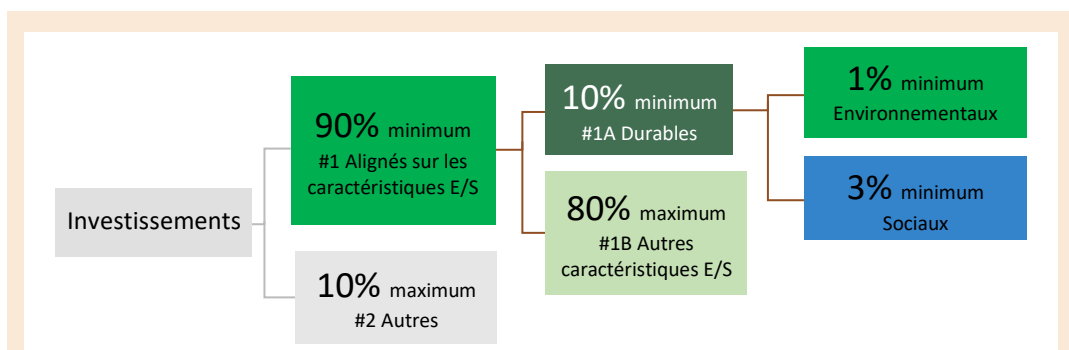 Investissements
90% minimum
#1 Alignés sur les
caractéristiques E/S
10% maximum
#2 Autres
10% minimum
#1A Durables
80% maximum
#1B Autres
caractéristiques E/S
1% minimum
Environnementaux
3% minimum
Sociaux